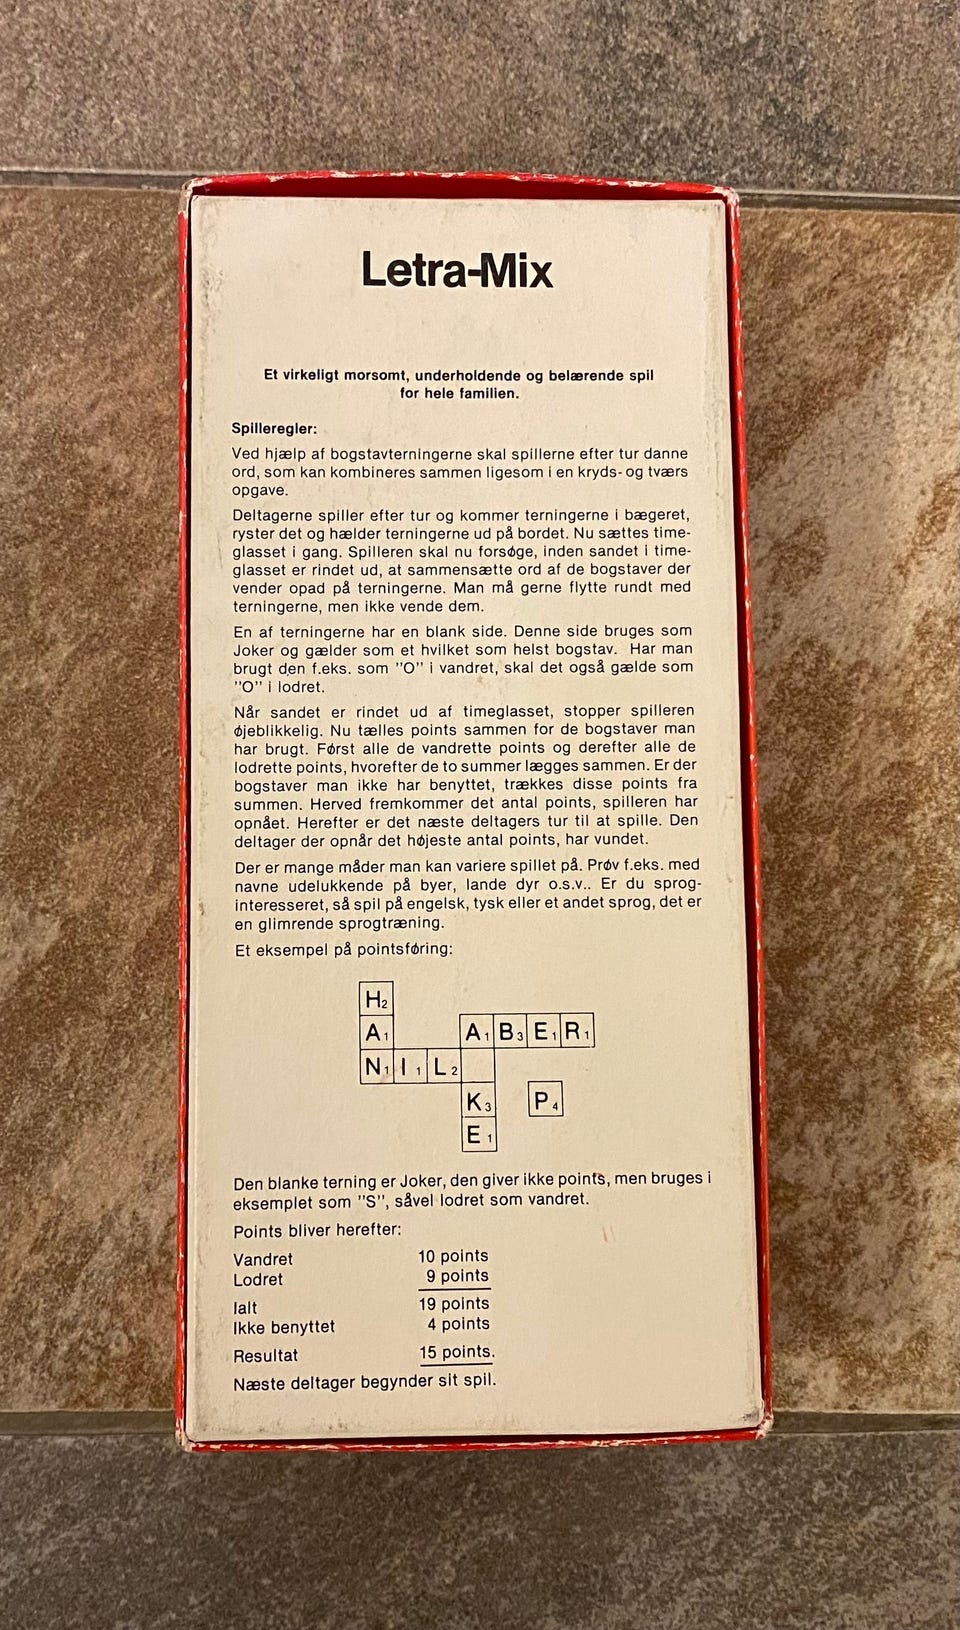 Letra-Mix
Et virkeligt morsomt, underholdende og belærende spil
for hele familien.
Spilleregler:
Ved hjælp af bogstavterningerne skal spillerne efter tur danne
ord, som kan kombineres sammen ligesom i en kryds- og tværs
opgave.
Deltagerne spiller efter tur og kommer terningerne i bægeret,
ryster det og hælder terningerne ud på bordet. Nu sættes time-
glasset i gang. Spilleren skal nu forsøge, inden sandet i time-
glasset er rindet ud, at sammensætte ord af de bogstaver der
vender opad på terningerne. Man må gerne flytte rundt med
terningerne, men ikke vende dem.
En af terningerne har en blank side. Denne side bruges som
Joker og gælder som et hvilket som helst bogstav. Har man
brugt den f.eks. som "O" i vandret, skal det også gælde som
"O" i lodret.
Når sandet er rindet ud af timeglasset, stopper spilleren
øjeblikkelig. Nu tælles points sammen for de bogstaver man
har brugt. Først alle de vandrette points og derefter alle de
lodrette points, hvorefter de to summer lægges sammen. Er der
bogstaver man ikke har benyttet, trækkes disse points fra
summen. Herved fremkommer det antal points, spilleren har
opnået. Herefter er det næste deltagers tur til at spille. Den
deltager der opnår det højeste antal points, har vundet.
Der er mange måder man kan variere spillet på. Prøv f.eks. med
navne udelukkende på byer, lande dyr o.s.v.. Er du sprog-
interesseret, så spil på engelsk, tysk eller et andet sprog, det er
en glimrende sprogtræning.
Et eksempel på pointsføring:
H2
A1 A1 B3 E1 R1
N1 I1 L2
K3 P4
E1
Den blanke terning er Joker, den giver ikke points, men bruges i
eksemplet som "S", såvel lodret som vandret.
Points bliver herefter:
Vandret 10 points
Lodret 9 points
Ialt 19 points
Ikke benyttet 4 points
Resultat 15 points.
Næste deltager begynder sit spil.